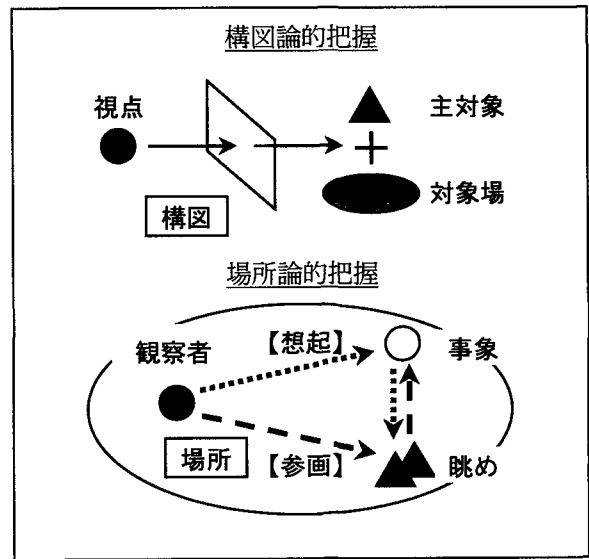 構図論的把握
視点
主対象
対象場
構図
場所論的把握
観察者
【想起】
事象
場所
【参画】
眺め